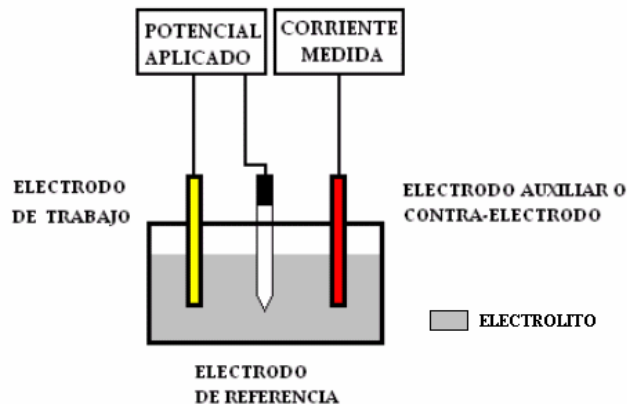 POTENCIAL
APLICADO
CORRIENTE
MEDIDA
ELECTRODO
DE TRABAJO
ELECTRODO AUXILIAR O
CONTRA-ELECTRODO
ELECTROLITO
ELECTRODO
DE REFERENCIA